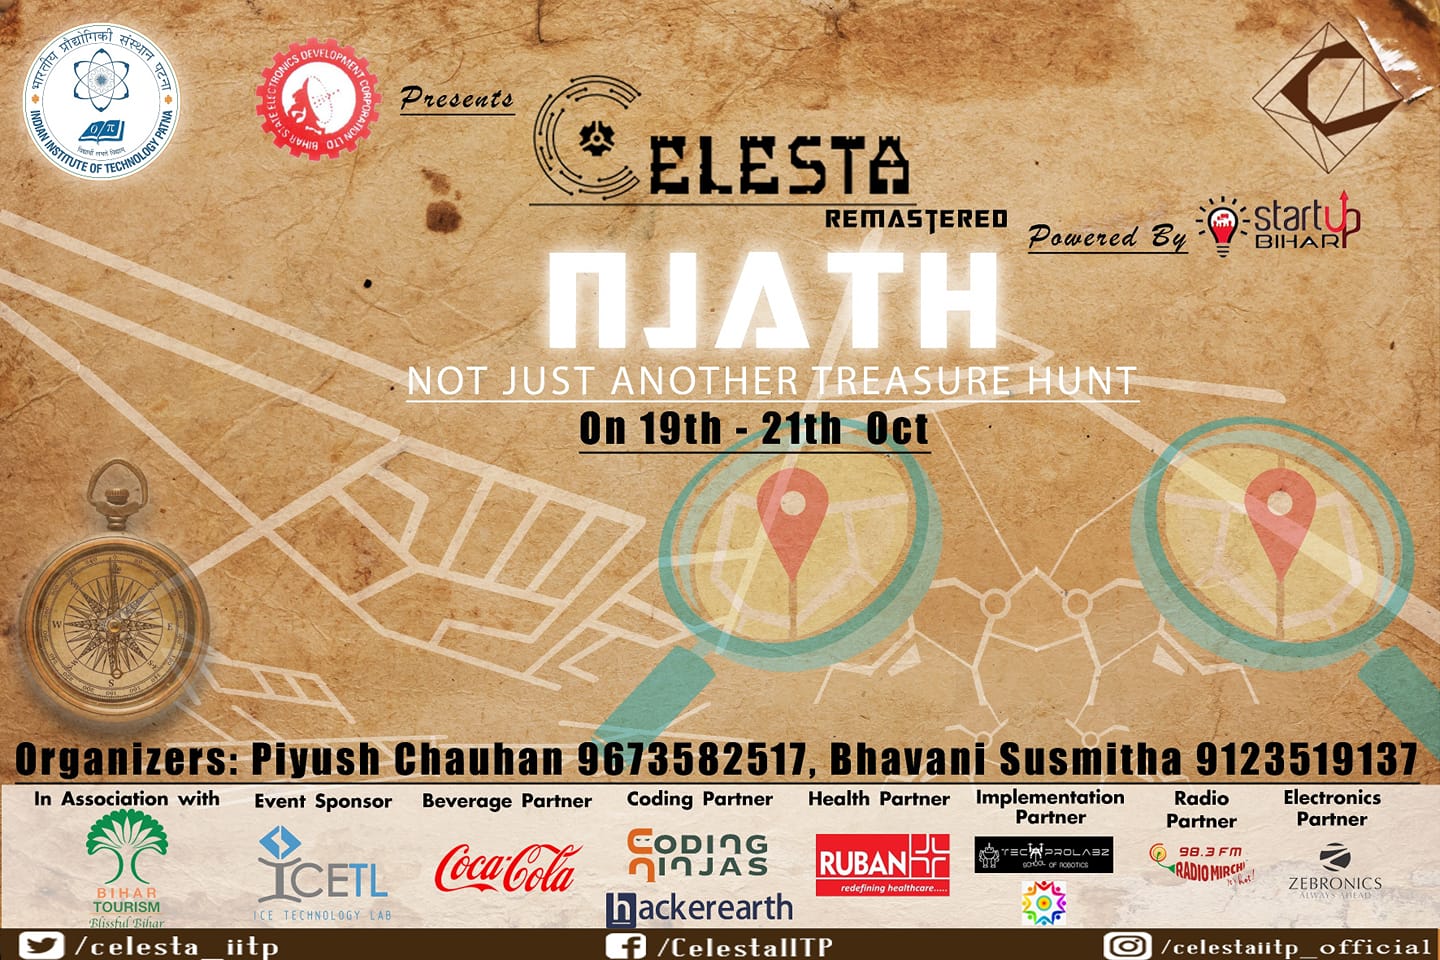 भारतीय प्रौद्योगिकी संस्थान पटना
INDIAN INSTITUTE OF TECHNOLOGY PATNA
BIHAR STATE ELECTRONICS DEVELOPMENT CORPORATION LTD
Presents
CELESTA
REMASTERED
Powered By
startup
BIHAR
NJATH
NOT JUST ANOTHER TREASURE HUNT
On 19th - 21th Oct
W
E
S
Organizers: Piyush Chauhan 9673582517, Bhavani Susmitha 9123519137
In Association with
BIHAR
TOURISM
Blissful Bihar
Event Sponsor
ICETL
ICE TECHNOLOGY LAB
Beverage Partner
Coca-Cola
Coding Partner
CODING
NINJAS
hackerearth
Health Partner
RUBAN
redefining healthcare.....
Implementation
Partner
TECHPROLABZ
SCHOOL OF ROBOTICS
Radio
Partner
98.3 FM
RADIO MIRCHI
It's hot!
Electronics
Partner
ZEBRONICS
ALWAYS AHEAD
/celesta_iitp
/CelestaIITP
/celestaiitp_official